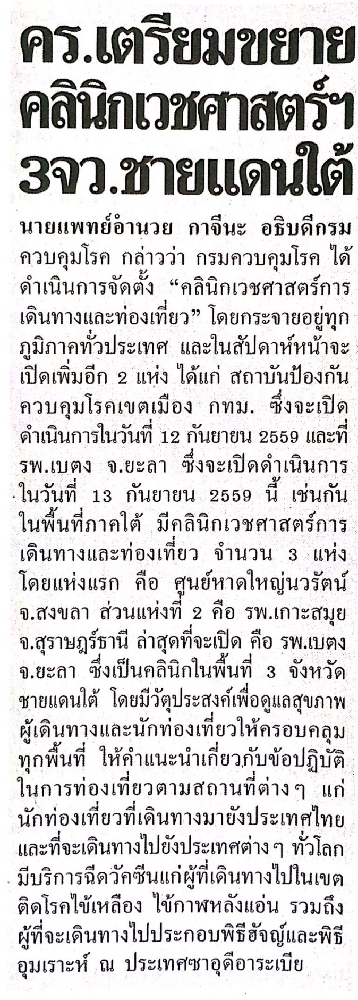 คร.เตรียมขยาย
คลินิกเวชศาสตร์ฯ
3จว.ชายแดนใต้
นายแพทย์อำนวย กาจีนะ อธิบดีกรม
ควบคุมโรค กล่าวว่า กรมควบคุมโรค ได้
ดำเนินการจัดตั้ง “คลินิกเวชศาสตร์การ
เดินทางและท่องเที่ยว” โดยกระจายอยู่ทุก
ภูมิภาคทั่วประเทศ และในสัปดาห์หน้าจะ
เปิดเพิ่มอีก 2 แห่ง ได้แก่ สถาบันป้องกัน
ควบคุมโรคเขตเมือง กทม. ซึ่งจะเปิด
ดำเนินการในวันที่ 12 กันยายน 2559 และที่
รพ.เบตง จ.ยะลา ซึ่งจะเปิดดำเนินการ
ในวันที่ 13 กันยายน 2559 นี้ เช่นกัน
ในพื้นที่ภาคใต้ มีคลินิกเวชศาสตร์การ
เดินทางและท่องเที่ยว จำนวน 3 แห่ง
โดยแห่งแรก คือ ศูนย์หาดใหญ่นวรัตน์
จ.สงขลา ส่วนแห่งที่ 2 คือ รพ.เกาะสมุย
จ.สุราษฎร์ธานี ล่าสุดที่จะเปิด คือ รพ.เบตง
จ.ยะลา ซึ่งเป็นคลินิกในพื้นที่ 3 จังหวัด
ชายแดนใต้ โดยมีวัตุประสงค์เพื่อดูแลสุขภาพ
ผู้เดินทางและนักท่องเที่ยวให้ครอบคลุม
ทุกพื้นที่ ให้คำแนะนำเกี่ยวกับข้อปฏิบัติ
ในการท่องเที่ยวตามสถานที่ต่างๆ แก่
นักท่องเที่ยวที่เดินทางมายังประเทศไทย
และที่จะเดินทางไปยังประเทศต่างๆ ทั่วโลก
มีบริการฉีดวัคซีนแก่ผู้ที่เดินทางไปในเขต
ติดโรคไข้เหลือง ไข้กาฬหลังแอ่น รวมถึง
ผู้ที่จะเดินทางไปประกอบพิธีฮัจญ์และพิธี
อุมเราะห์ ณ ประเทศซาอุดีอาระเบีย